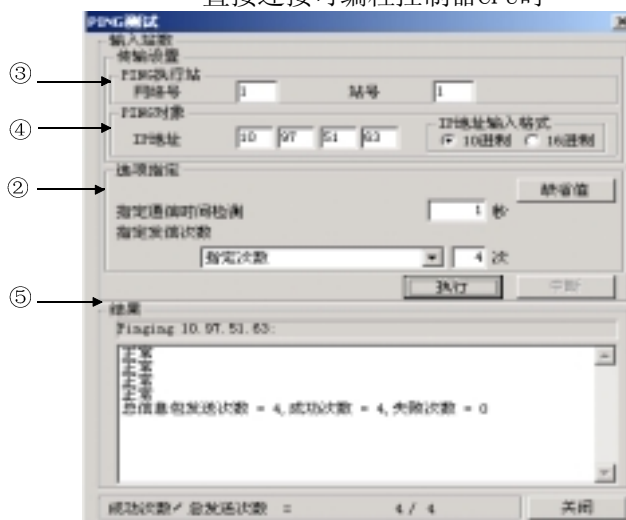 直接连接可编程控制器CPU时
PING测试
输入站数
传输设置
③ PING执行站
网络号 1 站号 1
④ PING对象
IP地址 10 97 51 63
IP地址输入格式
10进制 16进制
② 选项指定
缺省值
指定通信时间检测 1 秒
指定发信次数
指定次数 4 次
执行 中断
⑤ 结果
Pinging 10.97.51.63:
正常
正常
正常
正常
总信息包发送次数 = 4,成功次数 = 4,失败次数 = 0
成功次数/总发送次数 = 4/ 4 关闭